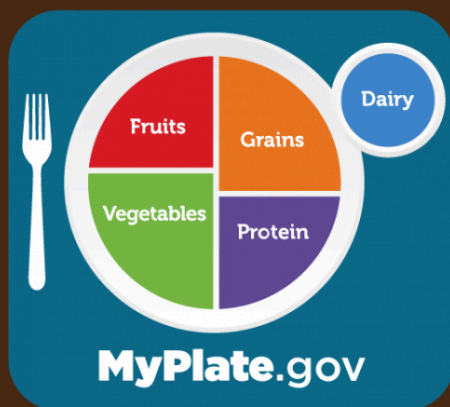 Fruits
Grains
Dairy
Vegetables
Protein
MyPlate.gov